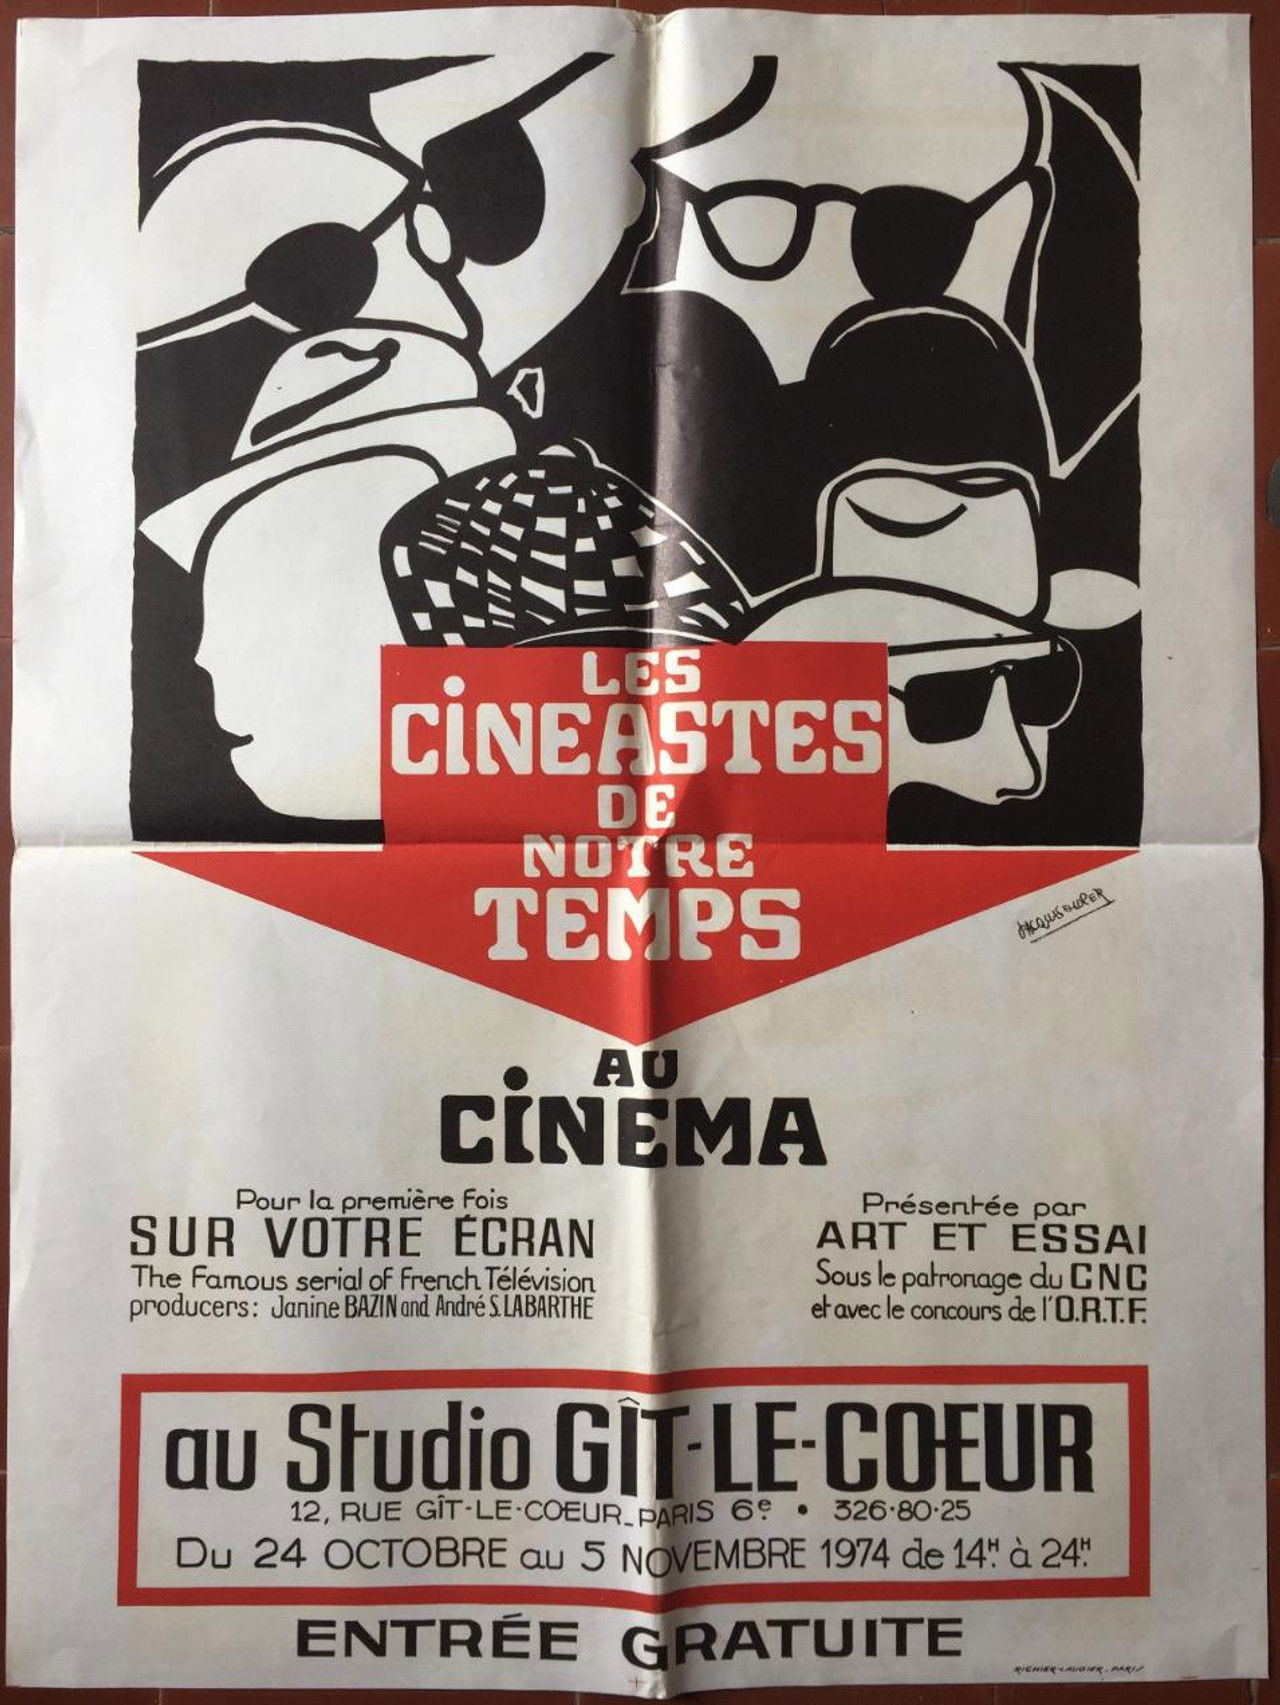 LES
CiNEASTES
DE
NOTRE
TEMPS
AU
CiNEMA
Pour la première fois
SUR VOTRE ÉCRAN
The Famous serial of French Télévision
producers: Janine BAZIN and André S. LABARTHE
Présentée par
ART ET ESSAI
Sous le patronage du CNC
et avec le concours de l'O.R.T.F.
au Studio GÎT-LE-COEUR
12, RUE GÎT-LE-COEUR_PARIS 6e • 326·80·25
Du 24 OCTOBRE au 5 NOVEMBRE 1974 de 14H. à 24H.
ENTRÉE GRATUITE